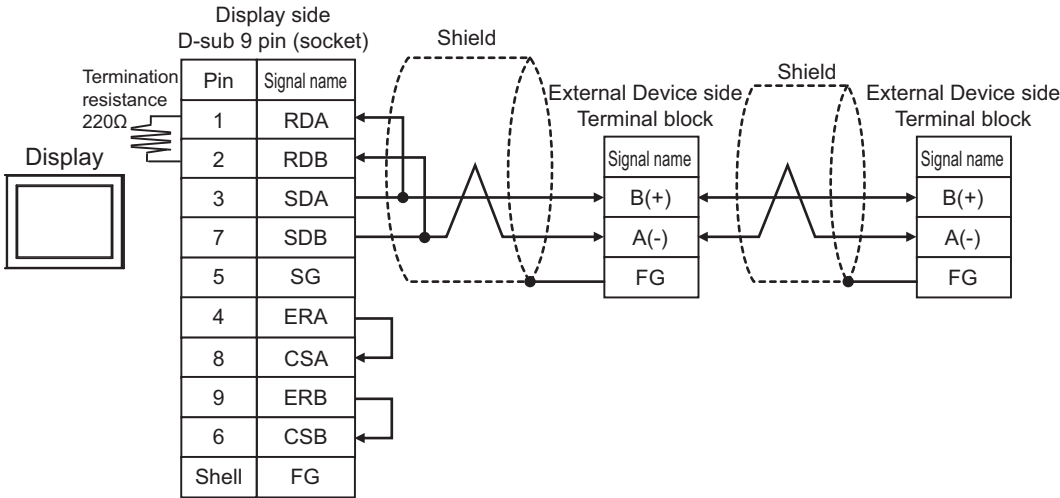 Display side
D-sub 9 pin (socket)
Shield
Termination
resistance
220Ω
Display
Pin Signal name
1 RDA
2 RDB
3 SDA
7 SDB
5 SG
4 ERA
8 CSA
9 ERB
6 CSB
Shell FG
External Device side
Terminal block
Signal name
B(+)
A(-)
FG
Shield
External Device side
Terminal block
Signal name
B(+)
A(-)
FG